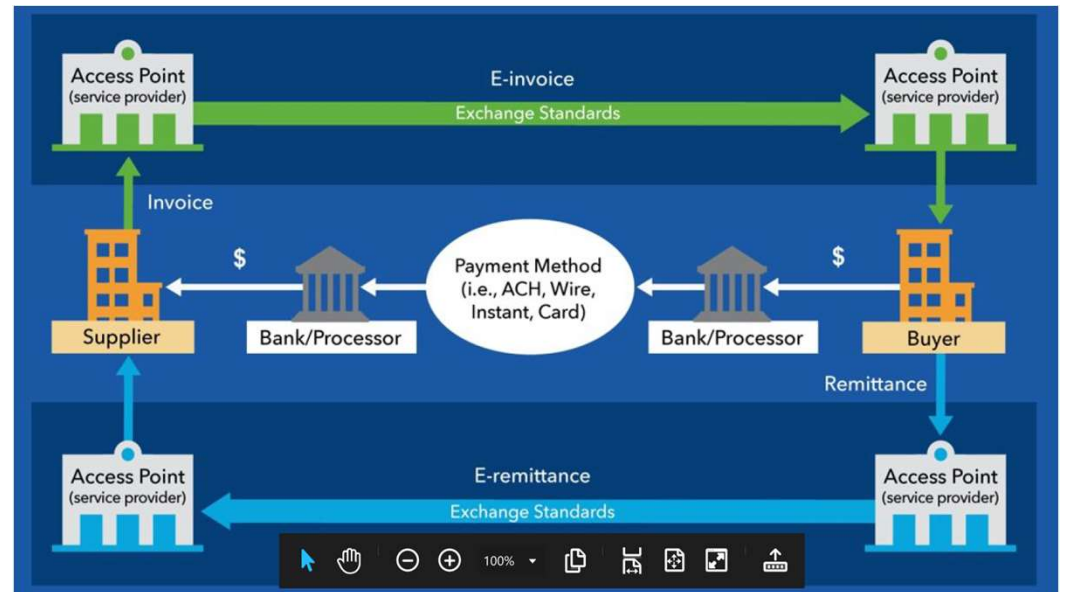 Access Point
(service provider)
E-invoice
Exchange Standards
Access Point
(service provider)
Invoice
$
Payment Method
(i.e., ACH, Wire,
Instant, Card)
$
Supplier
Bank/Processor
Bank/Processor
Buyer
Remittance
Access Point
(service provider)
E-remittance
Exchange Standards
Access Point
(service provider)
100%